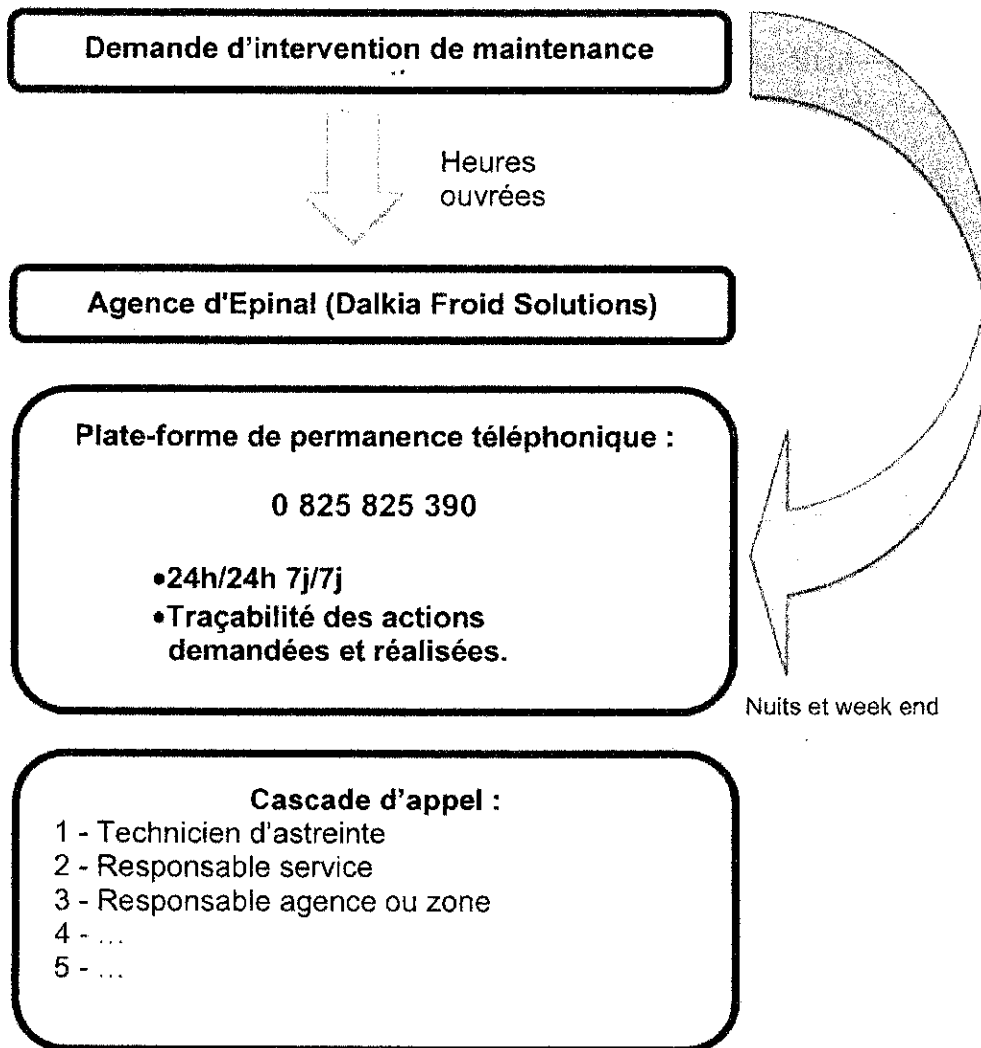 Demande d'intervention de maintenance
Heures
ouvrées
Agence d'Epinal (Dalkia Froid Solutions)
Plate-forme de permanence téléphonique :
0 825 825 390
•24h/24h 7j/7j
•Traçabilité des actions
demandées et réalisées.
Nuits et week end
Cascade d'appel :
1 - Technicien d'astreinte
2 - Responsable service
3 - Responsable agence ou zone
4 - ...
5 - ...